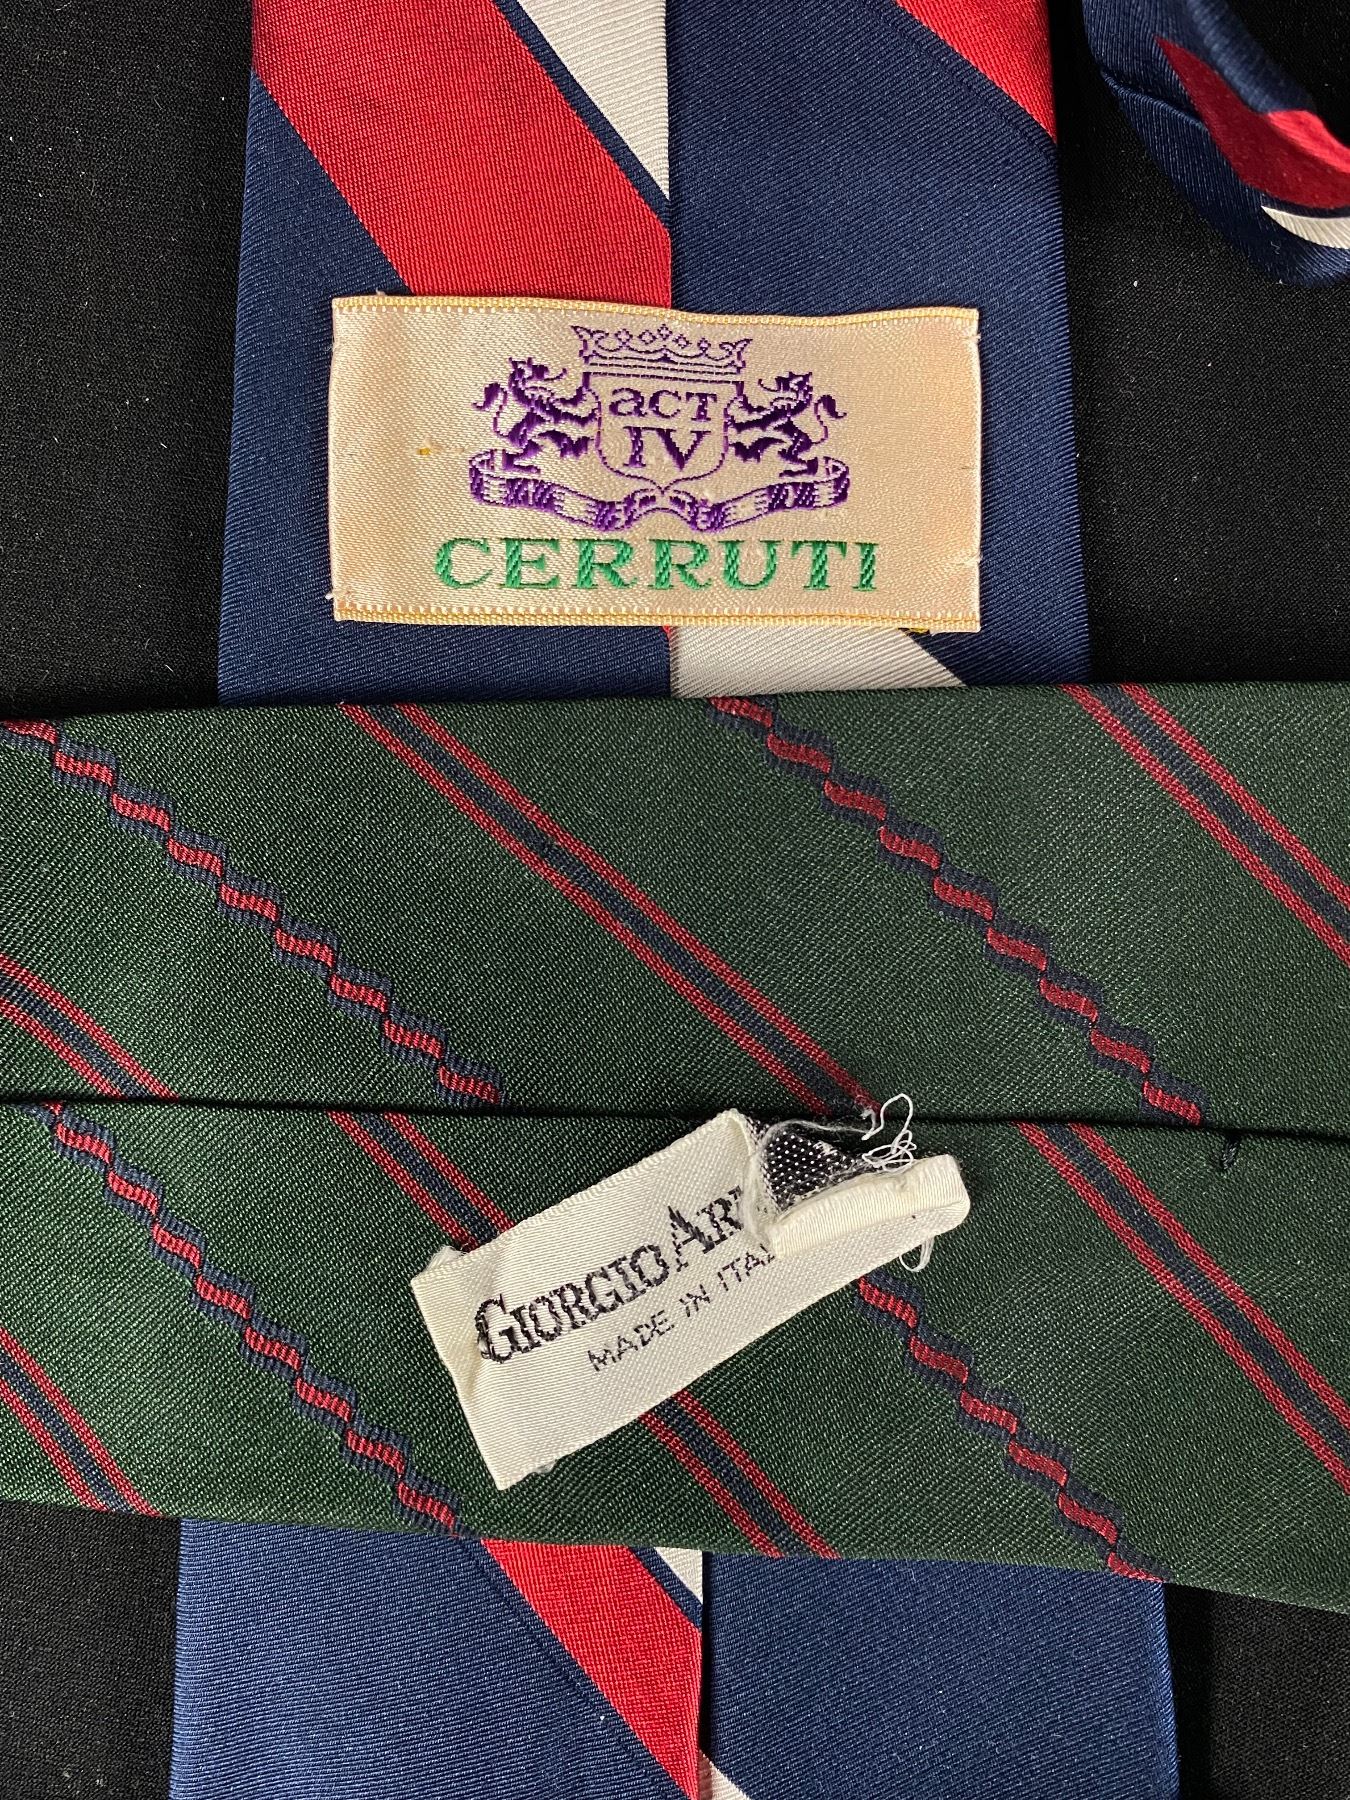 act
IV
CERRUTI
GIORGIO AR
MADE IN ITA